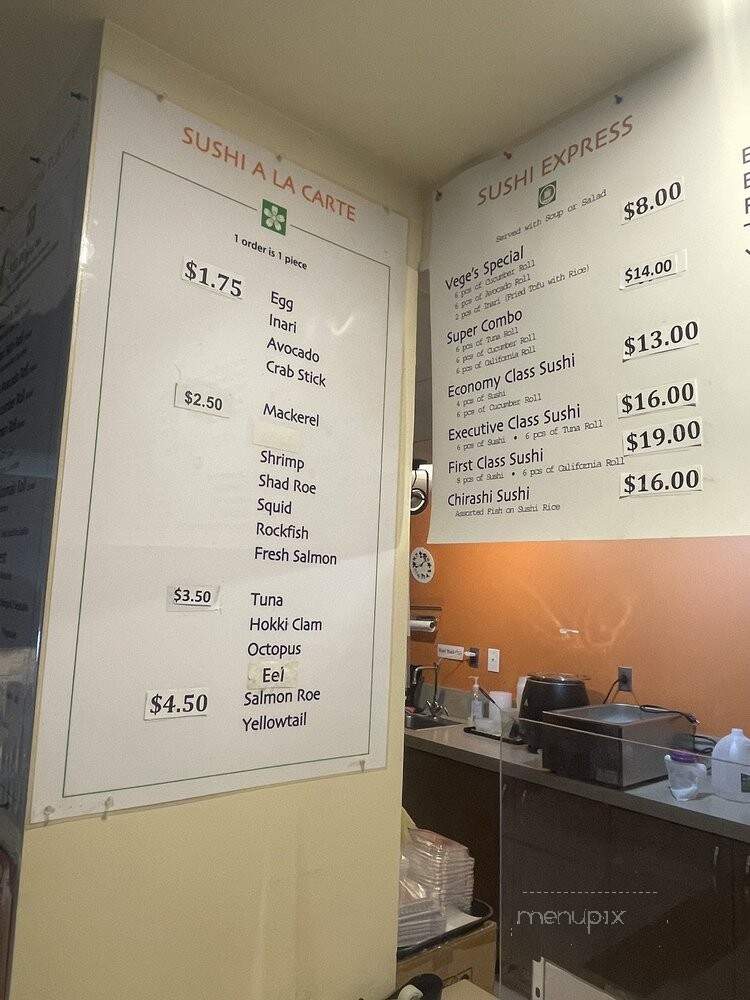 SUSHI A LA CARTE
1 order is 1 piece
$1.75
Egg
Inari
Avocado
Crab Stick
$2.50
Mackerel
Shrimp
Shad Roe
Squid
Rockfish
Fresh Salmon
$3.50
Tuna
Hokki Clam
Octopus
Eel
$4.50
Salmon Roe
Yellowtail
SUSHI EXPRESS
Served with Soup or Salad
Vege's Special $8.00
6 pcs of Cucumber Roll
6 pcs of Avocado Roll
2 pcs of Inari (Fried Tofu with Rice)
Super Combo $14.00
6 pcs of Tuna Roll
6 pcs of Cucumber Roll
6 pcs of California Roll
Economy Class Sushi $13.00
4 pcs of Sushi
6 pcs of Cucumber Roll
Executive Class Sushi $16.00
6 pcs of Sushi • 6 pcs of Tuna Roll
First Class Sushi $19.00
8 pcs of Sushi • 6 pcs of California Roll
Chirashi Sushi $16.00
Assorted Fish on Sushi Rice
menupix